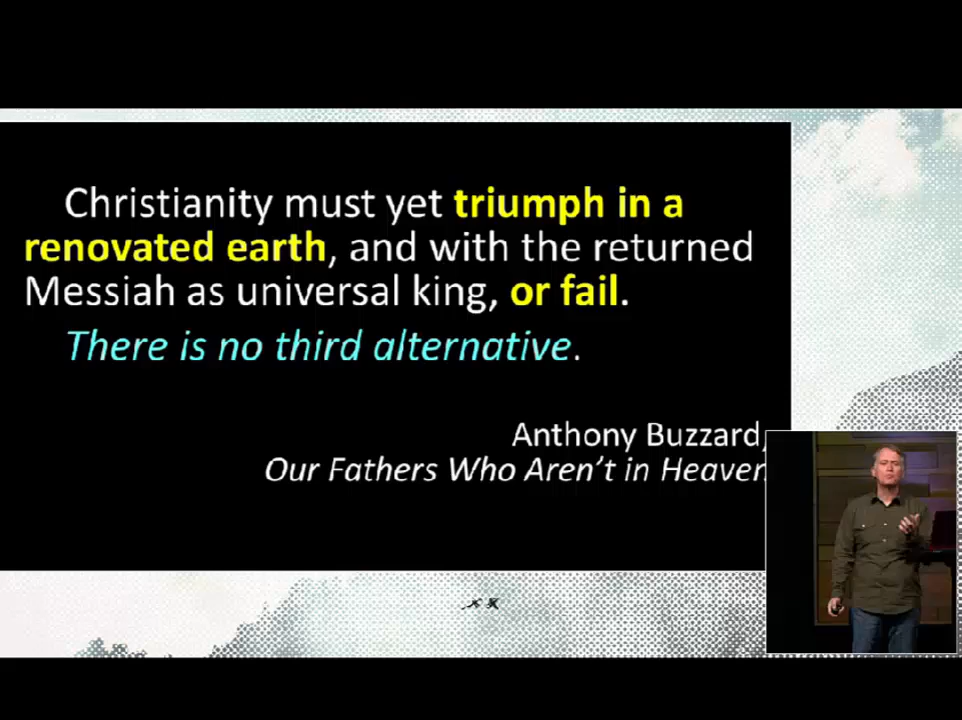 Christianity must yet triumph in a
renovated earth, and with the returned
Messiah as universal king, or fail.
There is no third alternative.
Anthony Buzzard,
Our Fathers Who Aren't in Heaven